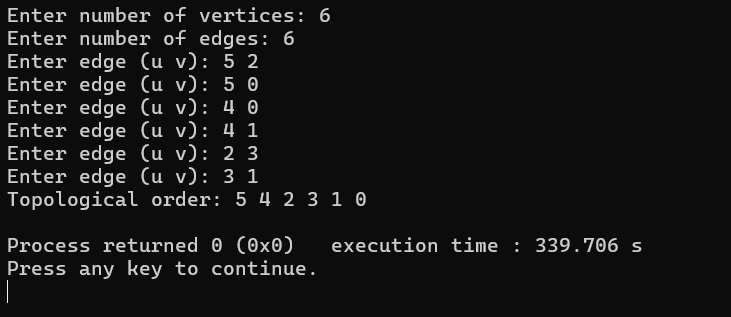 Enter number of vertices: 6
Enter number of edges: 6
Enter edge (u v): 5 2
Enter edge (u v): 5 0
Enter edge (u v): 4 0
Enter edge (u v): 4 1
Enter edge (u v): 2 3
Enter edge (u v): 3 1
Topological order: 5 4 2 3 1 0
Process returned 0 (0x0)   execution time : 339.706 s
Press any key to continue.